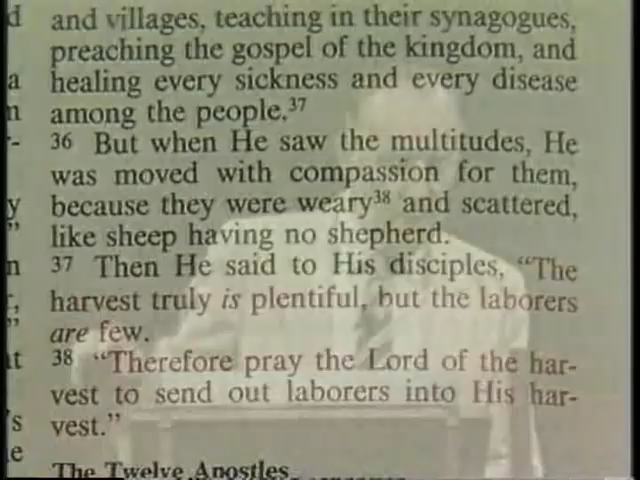 d and villages, teaching in their synagogues,
preaching the gospel of the kingdom, and
a healing every sickness and every disease
n among the people.³⁷
r- 36 But when He saw the multitudes, He
was moved with compassion for them,
y because they were weary³⁸ and scattered,
” like sheep having no shepherd.
n 37 Then He said to His disciples, “The
r, harvest truly is plentiful, but the laborers
” are few.
at 38 “Therefore pray the Lord of the har-
vest to send out laborers into His har-
's vest.”
e The Twelve Apostles